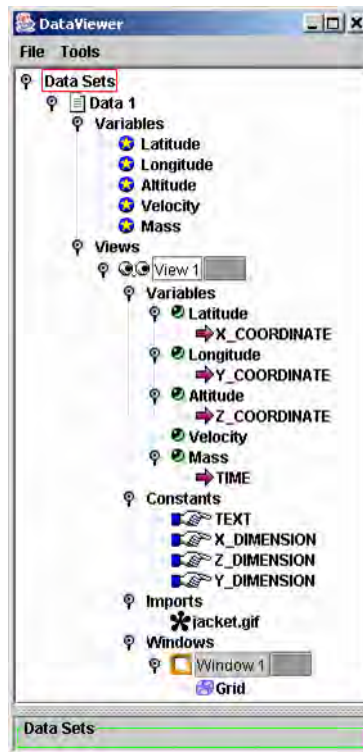 DataViewer
File Tools
Data Sets
Data 1
Variables
Latitude
Longitude
Altitude
Velocity
Mass
Views
View 1
Variables
Latitude
X_COORDINATE
Longitude
Y_COORDINATE
Altitude
Z_COORDINATE
Velocity
Mass
TIME
Constants
TEXT
X_DIMENSION
Z_DIMENSION
Y_DIMENSION
Imports
jacket.gif
Windows
Window 1
Grid
Data Sets